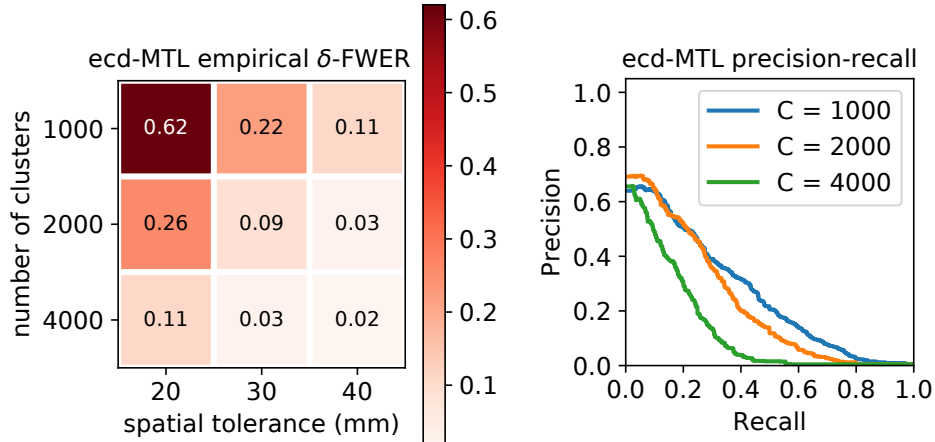 ecd-MTL empirical δ-FWER
number of clusters
1000
2000
4000
0.62 0.22 0.11
0.26 0.09 0.03
0.11 0.03 0.02
20 30 40
spatial tolerance (mm)
0.6
0.5
0.4
0.3
0.2
0.1
ecd-MTL precision-recall
Precision
1.0
0.8
0.6
0.4
0.2
0.0
C = 1000
C = 2000
C = 4000
0.0 0.2 0.4 0.6 0.8 1.0
Recall